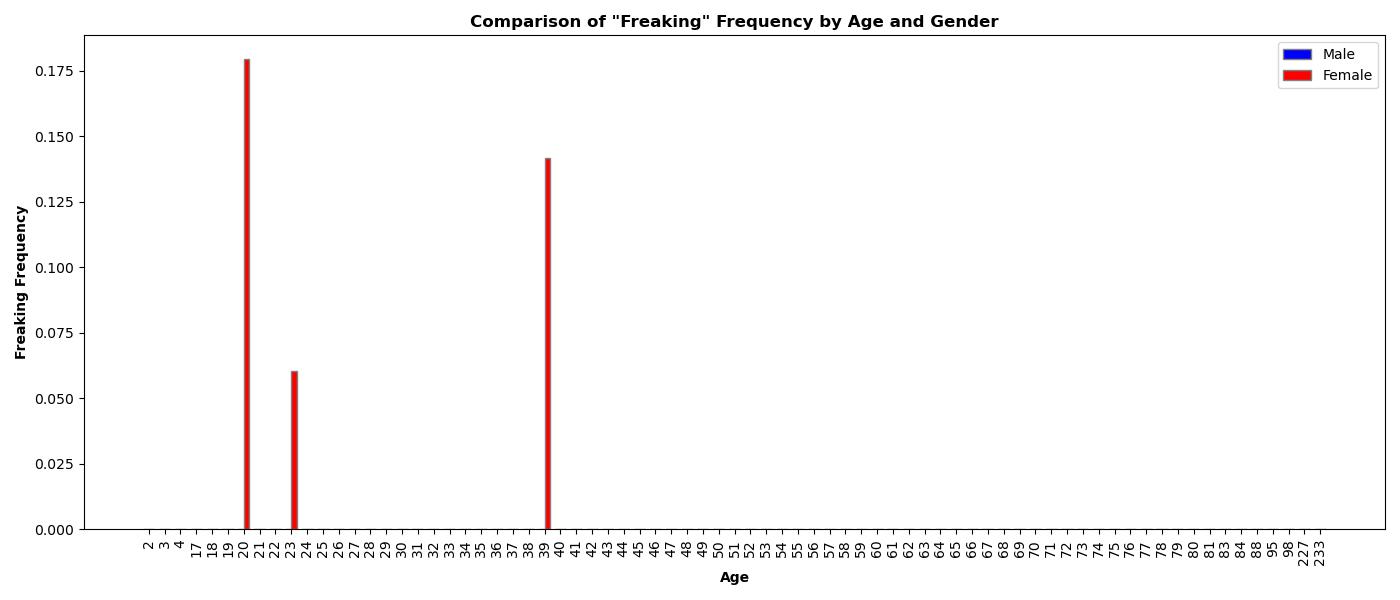 Comparison of "Freaking" Frequency by Age and Gender
Male
Female
Freaking Frequency
0.175
0.150
0.125
0.100
0.075
0.050
0.025
0.000
2 3 4 17 18 19 20 21 22 23 24 25 26 27 28 29 30 31 32 33 34 35 36 37 38 39 40 41 42 43 44 45 46 47 48 49 50 51 52 53 54 55 56 57 58 59 60 61 62 63 64 65 66 67 68 69 70 71 72 73 74 75 76 77 78 79 80 81 83 84 88 95 98 227 233
Age